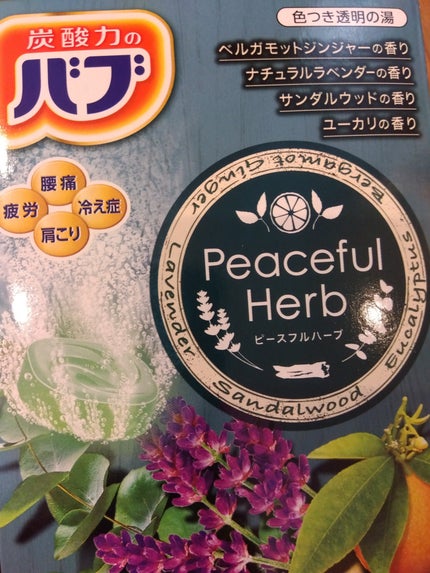 色つき透明の湯
炭酸力の
バブ
ベルガモットジンジャーの香り
ナチュラルラベンダーの香り
サンダルウッドの香り
ユーカリの香り
腰痛
疲労
冷え症
肩こり
Bergamot Ginger
Lavender
Eucalyptus
Sandalwood
Peaceful
Herb
ピースフルハーブ